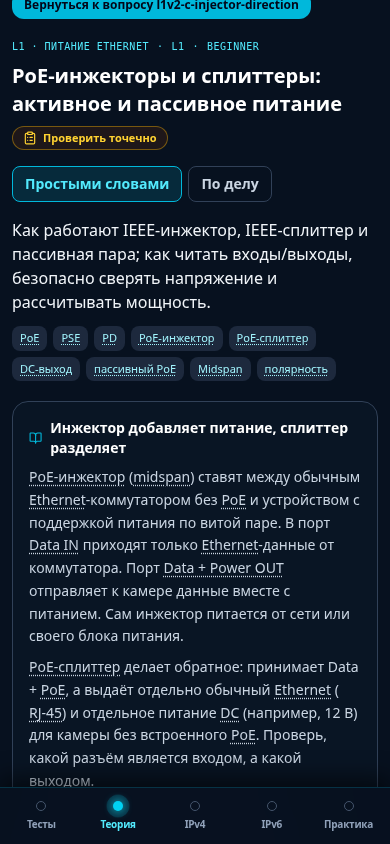 Вернуться к вопросу l1v2-c-injector-direction
L1 · ПИТАНИЕ ETHERNET · L1 · BEGINNER
PoE-инжекторы и сплиттеры:
активное и пассивное питание
Проверить точечно
Простыми словами По делу
Как работают IEEE-инжектор, IEEE-сплиттер и
пассивная пара; как читать входы/выходы,
безопасно сверять напряжение и
рассчитывать мощность.
PoE PSE PD PoE-инжектор PoE-сплиттер
DC-выход пассивный PoE Midspan полярность
Инжектор добавляет питание, сплиттер
разделяет
PoE-инжектор (midspan) ставят между обычным
Ethernet-коммутатором без PoE и устройством с
поддержкой питания по витой паре. В порт
Data IN приходят только Ethernet-данные от
коммутатора. Порт Data + Power OUT
отправляет к камере данные вместе с
питанием. Сам инжектор питается от сети или
своего блока питания.
PoE-сплиттер делает обратное: принимает Data
+ PoE, а выдаёт отдельно обычный Ethernet (
RJ-45) и отдельное питание DC (например, 12 В)
для камеры без встроенного PoE. Проверь,
какой разъём является входом, а какой
выходом.
Тесты Теория IPv4 IPv6 Практика